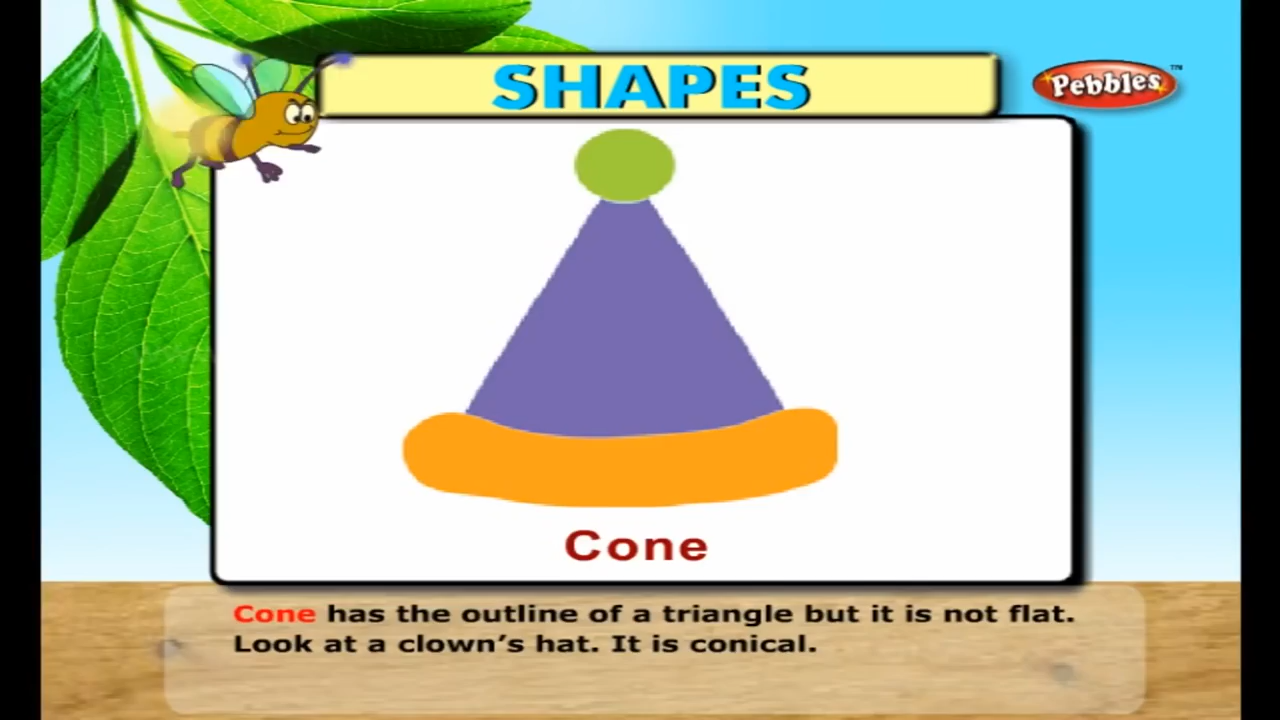 SHAPES
Pebbles™
Cone
Cone has the outline of a triangle but it is not flat.
Look at a clown's hat. It is conical.